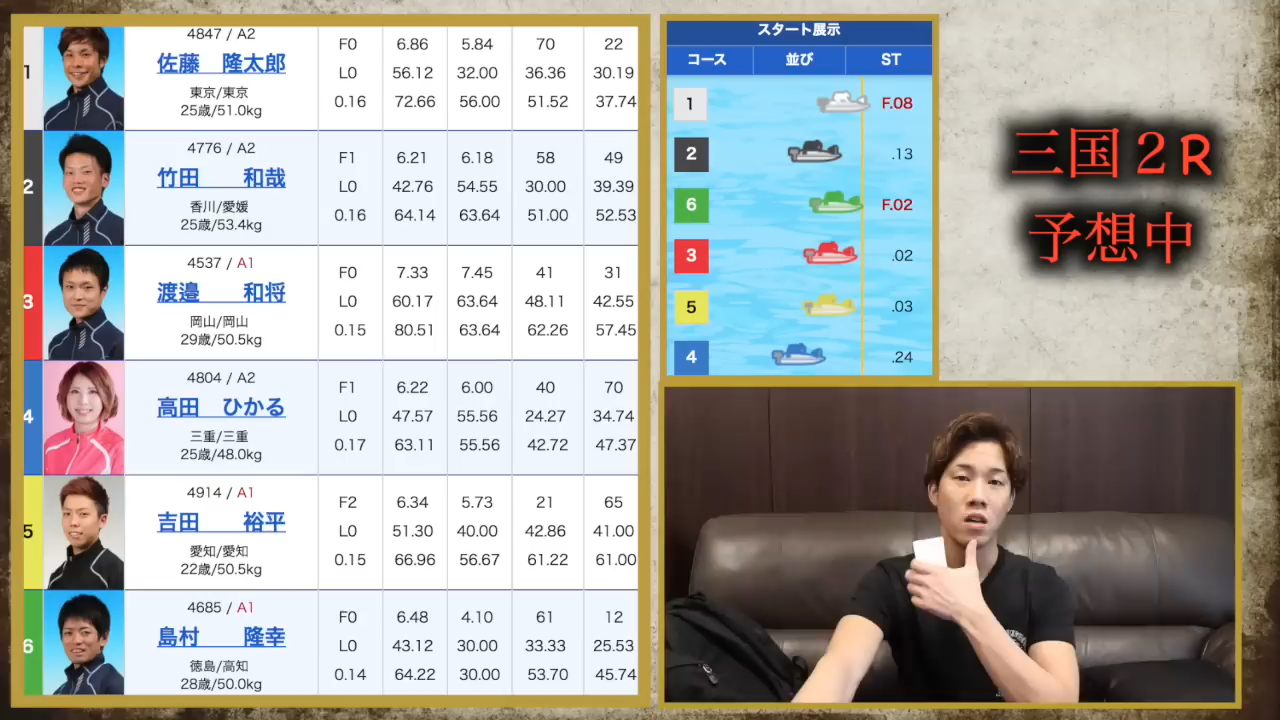 1
4847 / A2
佐藤 隆太郎
東京/東京
25歳/51.0kg
F0 6.86 5.84 70 22
L0 56.12 32.00 36.36 30.19
0.16 72.66 56.00 51.52 37.74
2
4776 / A2
竹田 和哉
香川/愛媛
25歳/53.4kg
F1 6.21 6.18 58 49
L0 42.76 54.55 30.00 39.39
0.16 64.14 63.64 51.00 52.53
3
4537 / A1
渡邉 和将
岡山/岡山
29歳/50.5kg
F0 7.33 7.45 41 31
L0 60.17 63.64 48.11 42.55
0.15 80.51 63.64 62.26 57.45
4
4804 / A2
高田 ひかる
三重/三重
25歳/48.0kg
F1 6.22 6.00 40 70
L0 47.57 55.56 24.27 34.74
0.17 63.11 55.56 42.72 47.37
5
4914 / A1
吉田 裕平
愛知/愛知
22歳/50.5kg
F2 6.34 5.73 21 65
L0 51.30 40.00 42.86 41.00
0.15 66.96 56.67 61.22 61.00
6
4685 / A1
島村 隆幸
徳島/高知
28歳/50.0kg
F0 6.48 4.10 61 12
L0 43.12 30.00 33.33 25.53
0.14 64.22 30.00 53.70 45.74
スタート展示
コース 並び ST
1 F.08
2 .13
6 F.02
3 .02
5 .03
4 .24
三国２R
予想中